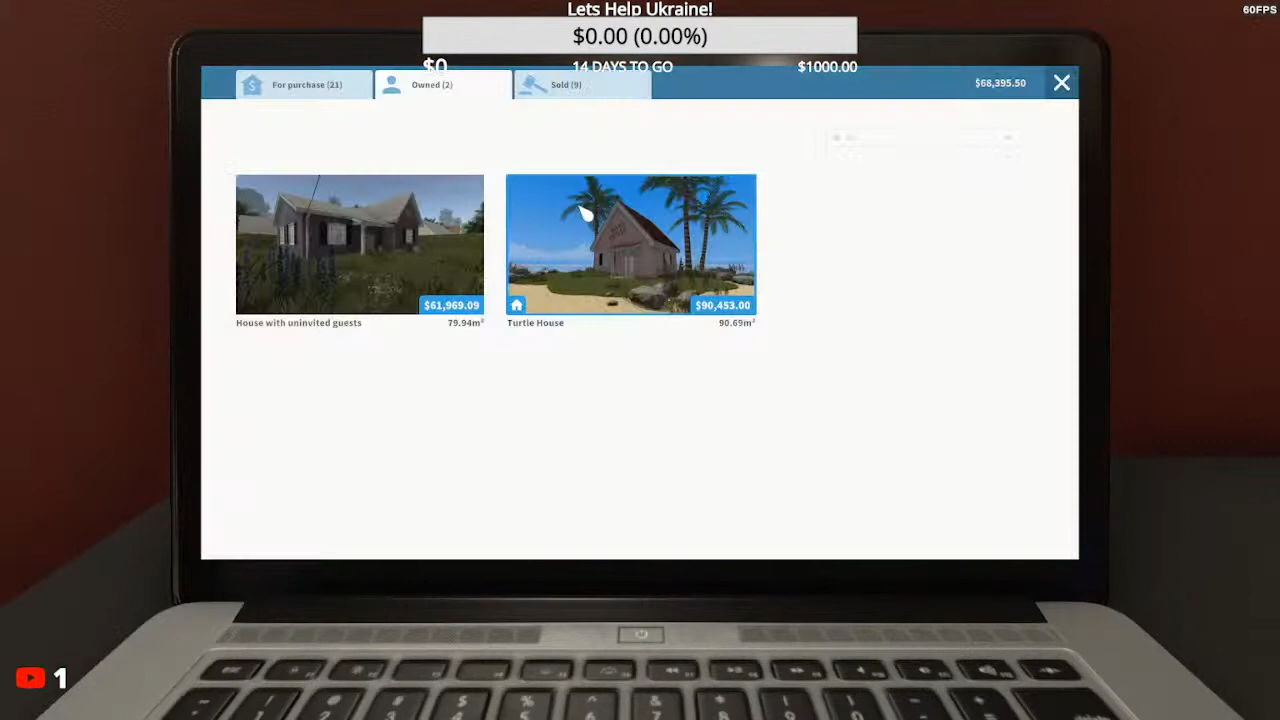 Lets Help Ukraine!
60FPS
$0.00 (0.00%)
$0
14 DAYS TO GO
$1000.00
For purchase (21)
Owned (2)
Sold (9)
$68,395.50
$61,969.09
$90,453.00
House with uninvited guests
79.94m²
Turtle House
90.69m²
1